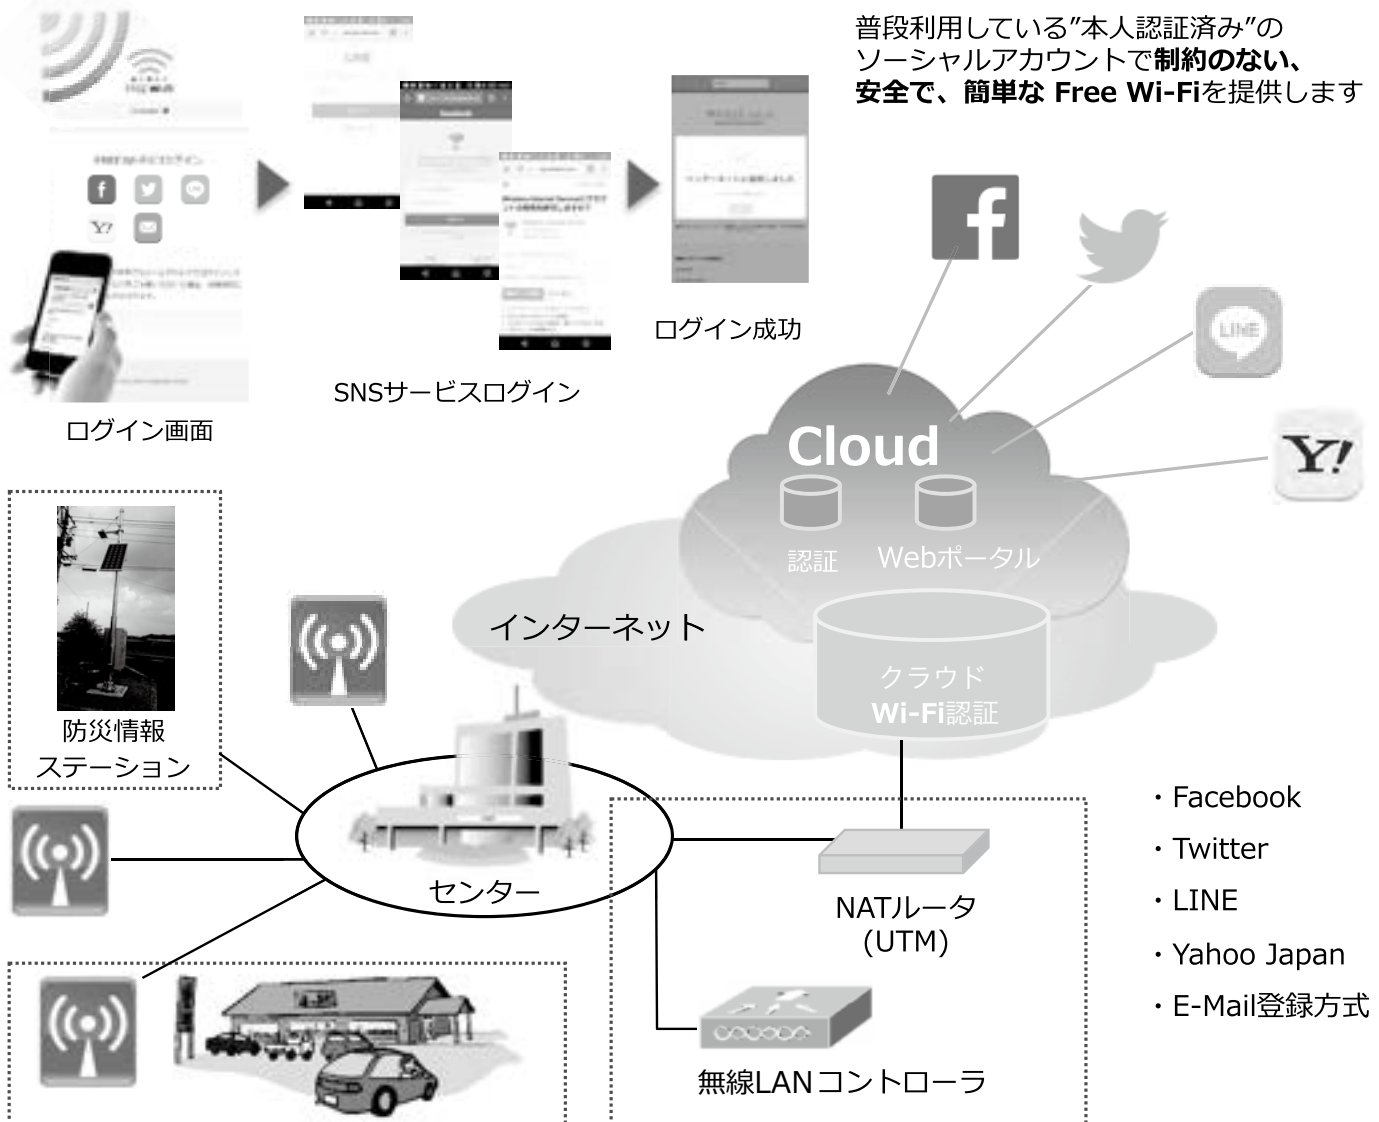 普段利用している”本人認証済み”の
ソーシャルアカウントで制約のない、
安全で、簡単な Free Wi-Fiを提供します
ログイン画面
SNSサービスログイン
ログイン成功
f
LINE
Y!
Cloud
認証
Webポータル
インターネット
クラウド
Wi-Fi認証
防災情報
ステーション
センター
NATルータ
(UTM)
無線LANコントローラ
・Facebook
・Twitter
・LINE
・Yahoo Japan
・E-Mail登録方式